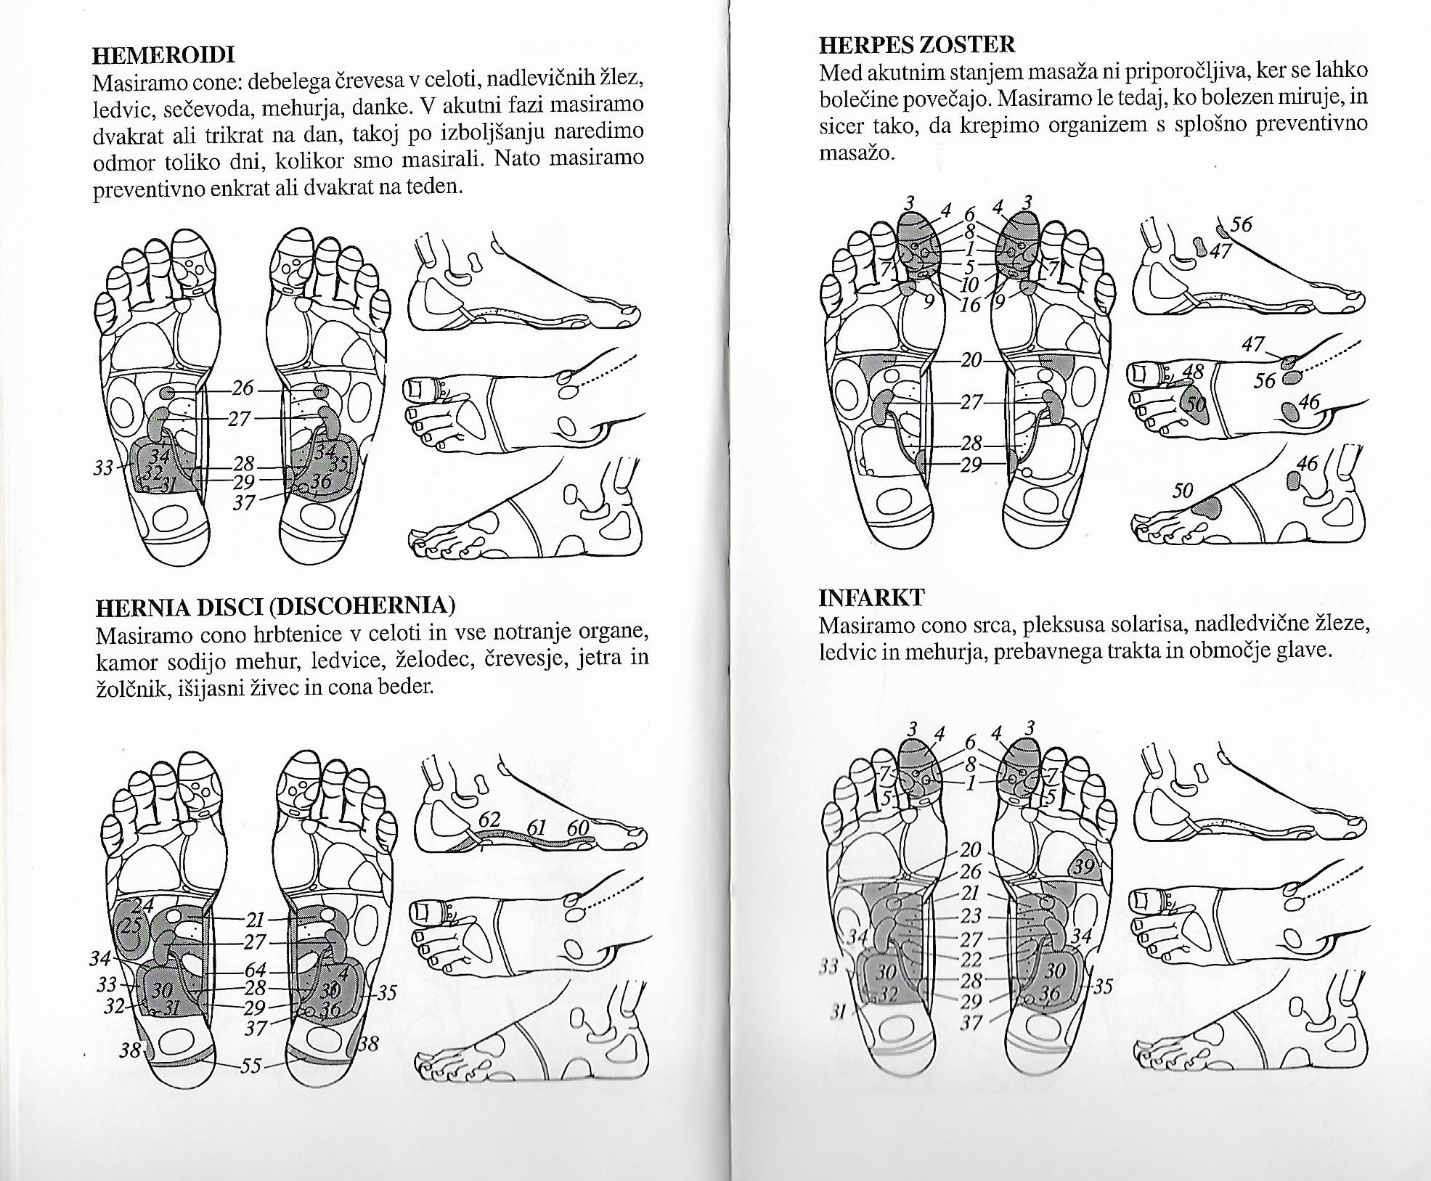 HEMEROIDI
Masiramo cone: debelega črevesa v celoti, nadlevičnih žlez,
ledvic, sečevoda, mehurja, danke. V akutni fazi masiramo
dvakrat ali trikrat na dan, takoj po izboljšanju naredimo
odmor toliko dni, kolikor smo masirali. Nato masiramo
preventivno enkrat ali dvakrat na teden.
26
27
33
34
32
31
28
29
37
34
35
36
HERNIA DISCI (DISCOHERNIA)
Masiramo cono hrbtenice v celoti in vse notranje organe,
kamor sodijo mehur, ledvice, želodec, črevesje, jetra in
žolčnik, išijasni živec in cona beder.
62 61 60
24
25
21
27
34
64
33
30
28
35
32
31
29
36
37
38
38
55
HERPES ZOSTER
Med akutnim stanjem masaža ni priporočljiva, ker se lahko
bolečine povečajo. Masiramo le tedaj, ko bolezen miruje, in
sicer tako, da krepimo organizem s splošno preventivno
masažo.
3 4 6 4 3
8
7 1 7
5
10
9 16 9
20
27
28
29
56
47
47
48
56
50
46
46
50
INFARKT
Masiramo cono srca, pleksusa solarisa, nadledvične žleze,
ledvic in mehurja, prebavnega trakta in območje glave.
3 4 6 4 3
8
7 1 7
5 5
20
39
26
21
23
34 27 34
22
33 30 28 30 35
32 29 36
31 37